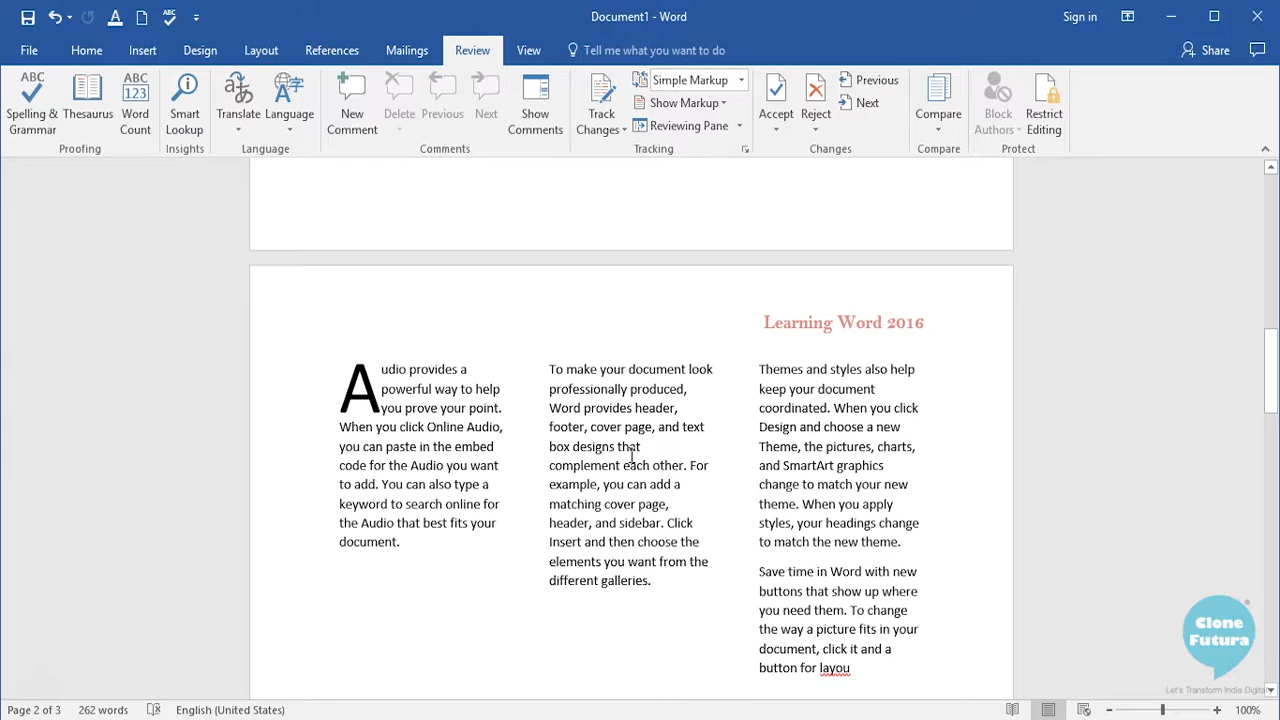 Document1 - Word
Sign in
File Home Insert Design Layout References Mailings Review View Tell me what you want to do Share
ABC Spelling & Grammar
Thesaurus
ABC 123 Word Count
Smart Lookup
Translate
Language
New Comment
Delete
Previous
Next
Show Comments
Track Changes
Simple Markup
Show Markup
Reviewing Pane
Accept
Reject
Previous
Next
Compare
Block Authors
Restrict Editing
Proofing Insights Language Comments Tracking Changes Compare Protect
Learning Word 2016
Audio provides a
powerful way to help
you prove your point.
When you click Online Audio,
you can paste in the embed
code for the Audio you want
to add. You can also type a
keyword to search online for
the Audio that best fits your
document.
To make your document look
professionally produced,
Word provides header,
footer, cover page, and text
box designs that
complement each other. For
example, you can add a
matching cover page,
header, and sidebar. Click
Insert and then choose the
elements you want from the
different galleries.
Themes and styles also help
keep your document
coordinated. When you click
Design and choose a new
Theme, the pictures, charts,
and SmartArt graphics
change to match your new
theme. When you apply
styles, your headings change
to match the new theme.
Save time in Word with new
buttons that show up where
you need them. To change
the way a picture fits in your
document, click it and a
button for layou
Clone
Futura
Let's Transform India Digital
Page 2 of 3 262 words English (United States) 100%